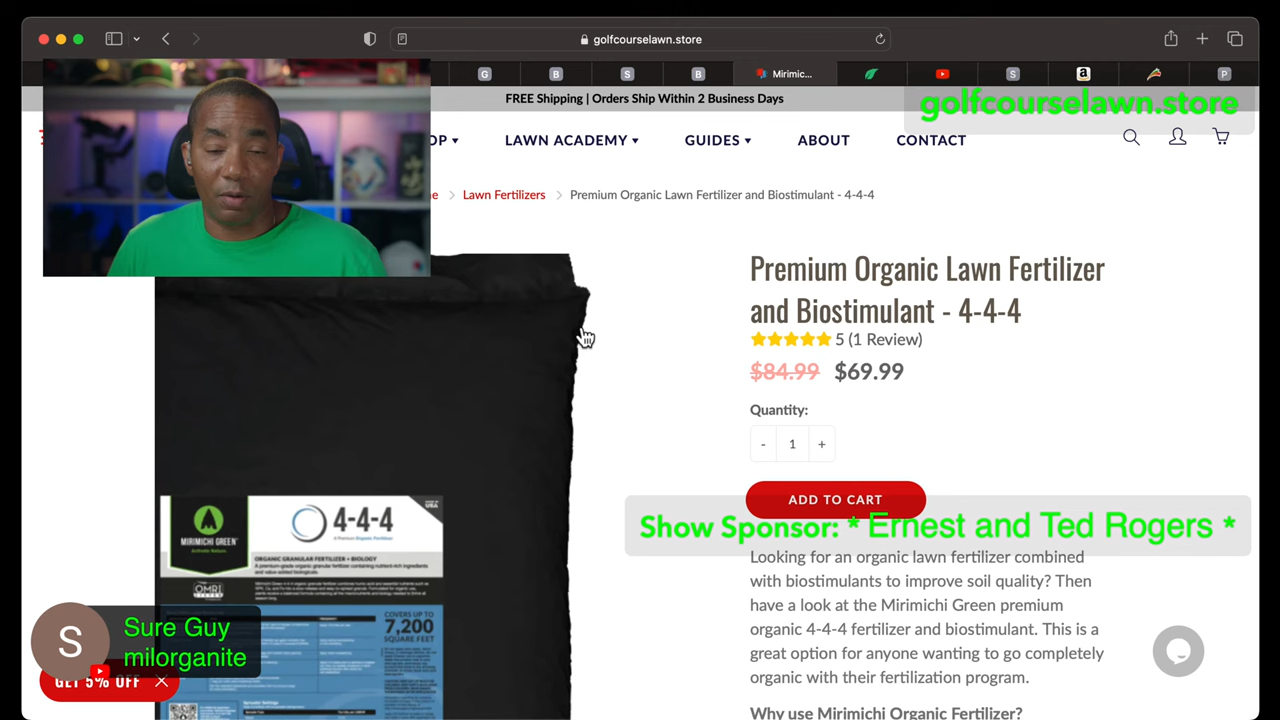 golfcourselawn.store
G
B
S
B
Mirimic...
S
P
FREE Shipping | Orders Ship Within 2 Business Days
golfcourselawn.store
OP
LAWN ACADEMY
GUIDES
ABOUT
CONTACT
Lawn Fertilizers
Premium Organic Lawn Fertilizer and Biostimulant - 4-4-4
Premium Organic Lawn Fertilizer
and Biostimulant - 4-4-4
5 (1 Review)
$84.99 $69.99
Quantity:
- 1 +
ADD TO CART
Show Sponsor: * Ernest and Ted Rogers *
Looking for an organic lawn fertilizer combined
with biostiments to improve soil quality? Then
have a look at the Mirimichi Green premium
organic 4-4-4 fertilizer and biostimulant. This is a
option for anyone wanting to go completely
organic with their fertilization program.
Why use Mirimichi Organic Fertilizer?
MIRIMICHI GREEN
4-4-4
A Premium Organic Fertilizer
ORGANIC GRANULAR FERTILIZER + BIOLOGY
OMRI
COVERS UP TO
7,200
SQUARE FEET
S
Sure Guy
milorganite
GET 5% OFF